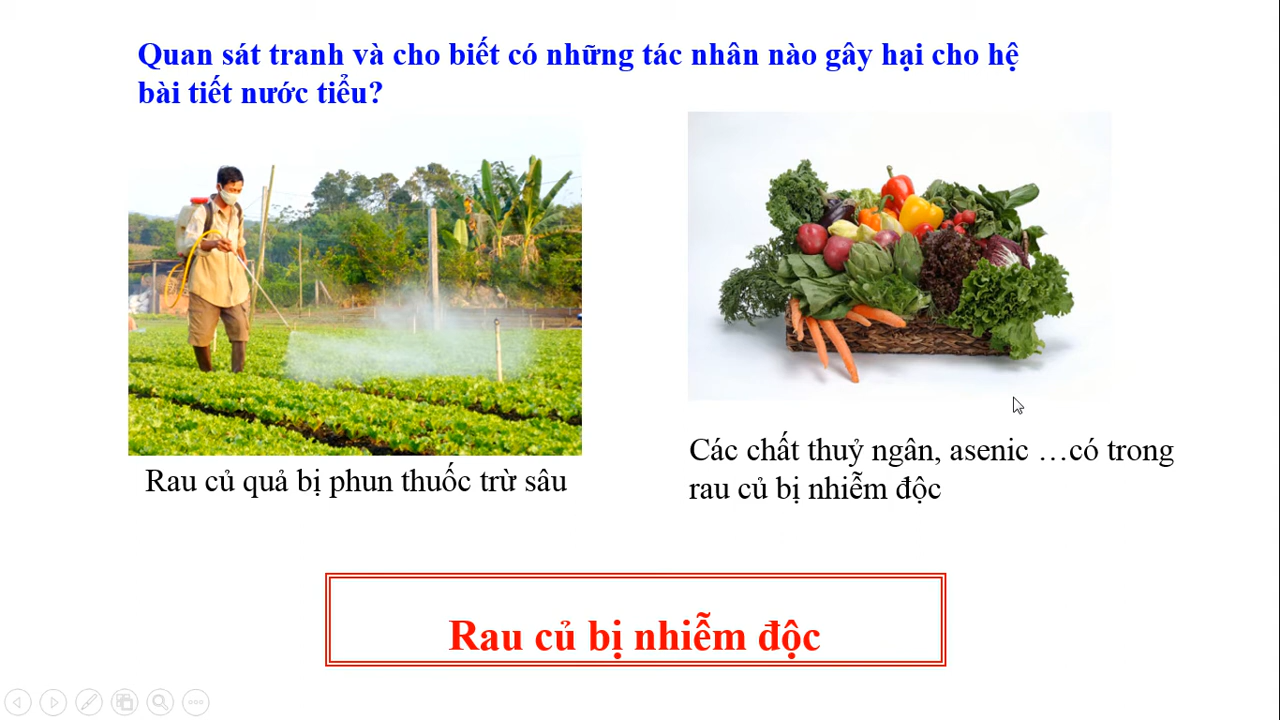 Quan sát tranh và cho biết có những tác nhân nào gây hại cho hệ
bài tiết nước tiểu?
Rau củ quả bị phun thuốc trừ sâu
Các chất thuỷ ngân, asenic …có trong
rau củ bị nhiễm độc
Rau củ bị nhiễm độc